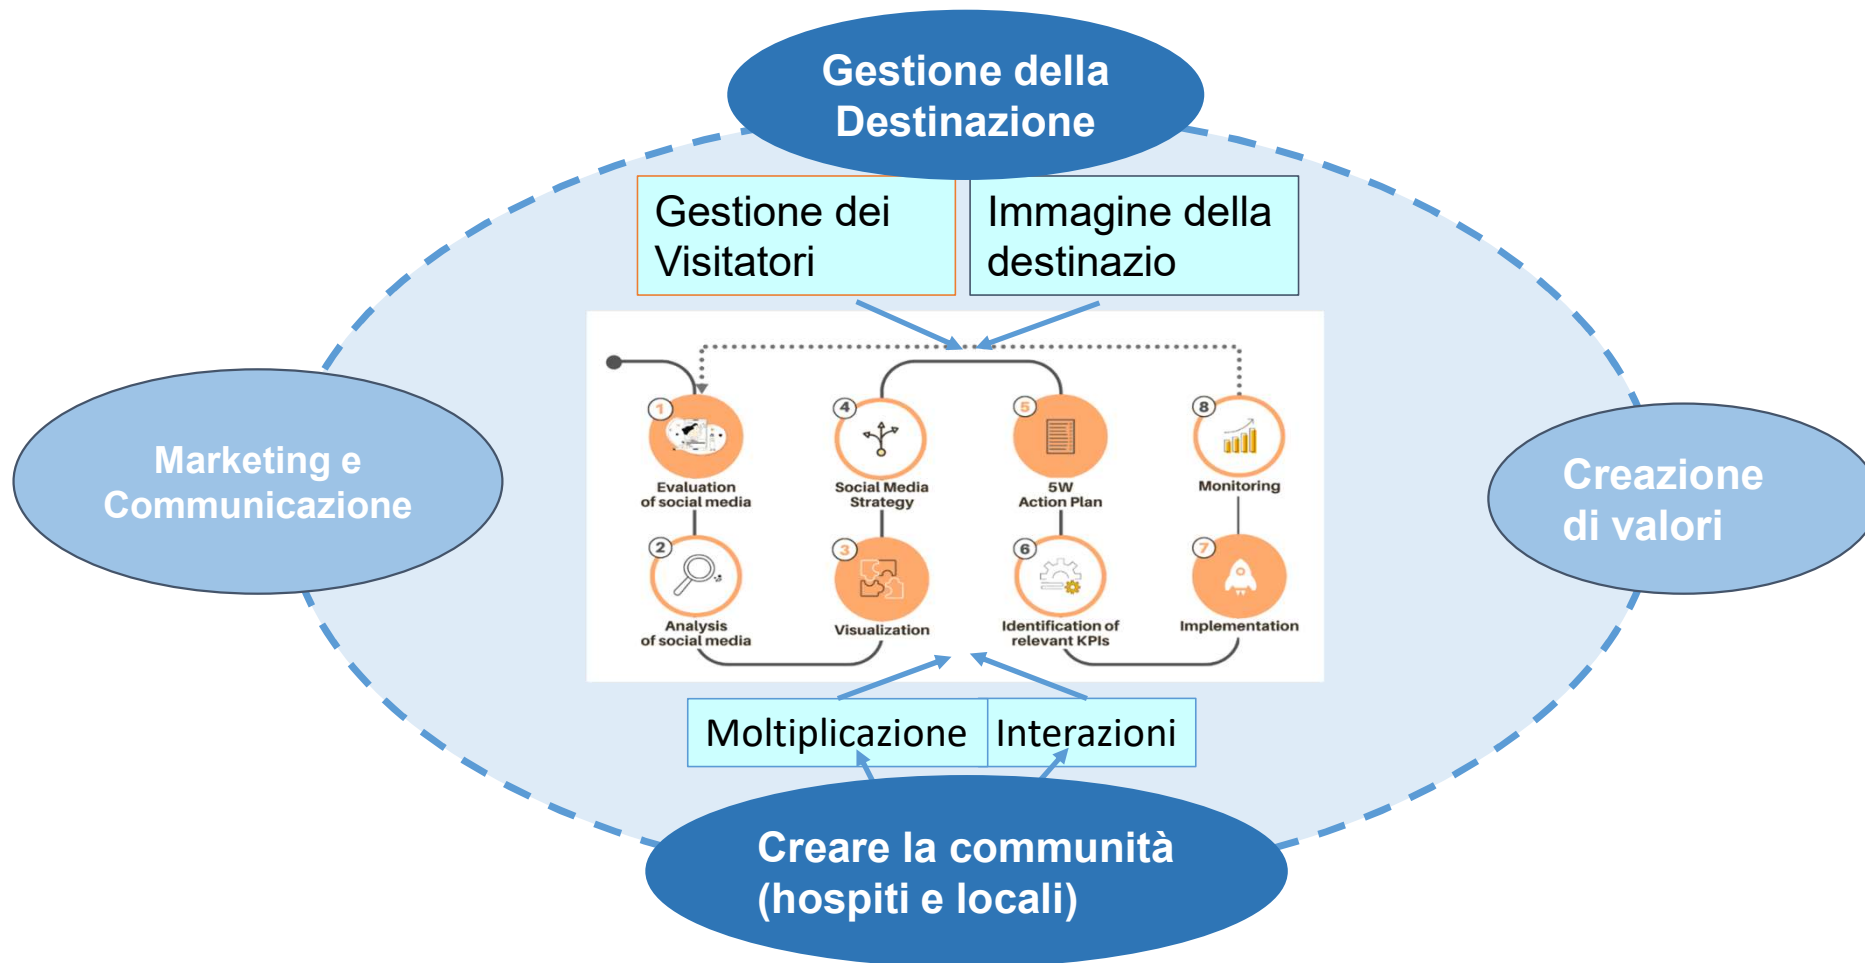 Gestione della
Destinazione
Gestione dei
Visitatori
Immagine della
destinazio
Marketing e
Communicazione
Creazione
di valori
1
Evaluation
of social media
4
Social Media
Strategy
5
5W
Action Plan
8
Monitoring
2
Analysis
of social media
3
Visualization
6
Identification of
relevant KPIs
7
Implementation
Moltiplicazione
Interazioni
Creare la communità
(hospiti e locali)